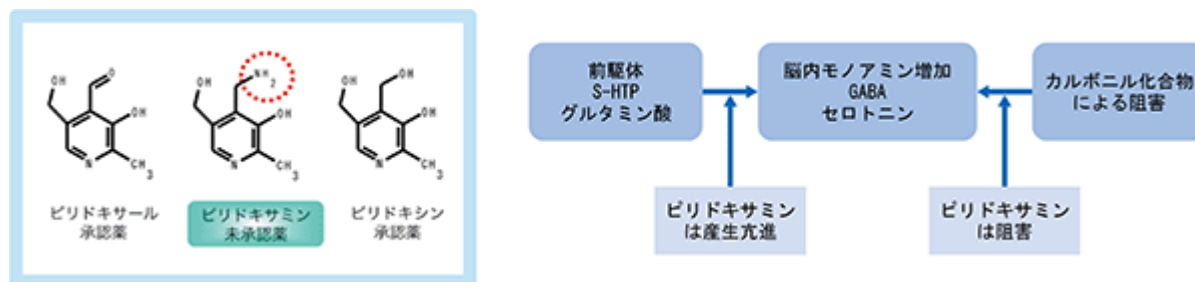 OH
O
OH
N
CH3
ピリドキサール
承認薬
OH
NH2
OH
N
CH3
ピリドキサミン
未承認薬
OH
OH
OH
N
CH3
ピリドキシン
承認薬
前駆体
S-HTP
グルタミン酸
脳内モノアミン増加
GABA
セロトニン
カルボニル化合物
による阻害
ピリドキサミン
は産生亢進
ピリドキサミン
は阻害